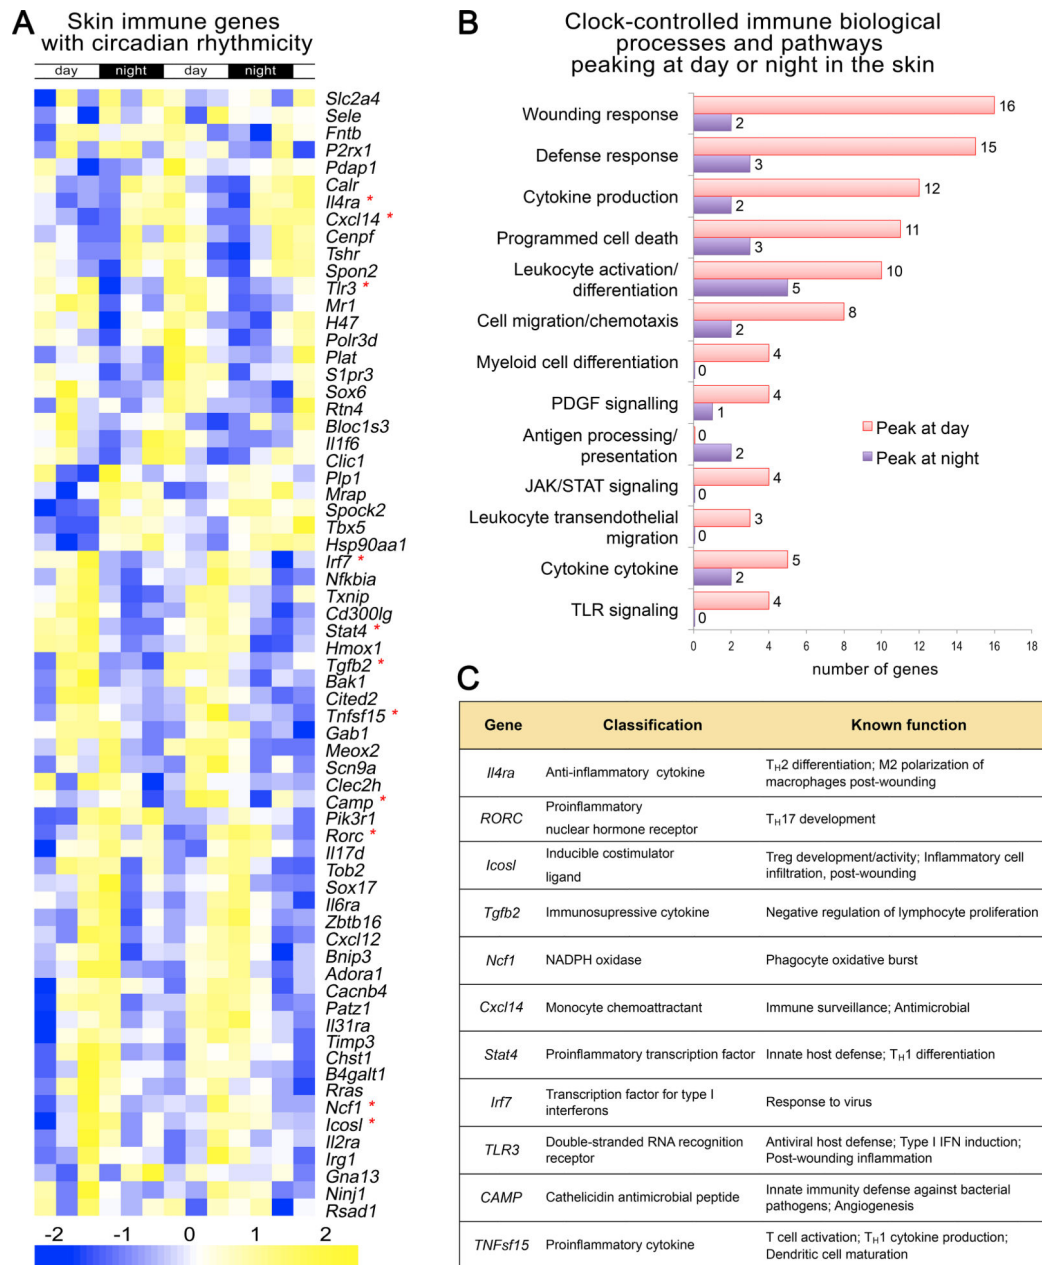 A
Skin immune genes
with circadian rhythmicity
day night day night
Slc2a4
Sele
Fntb
P2rx1
Pdap1
Calr
Il4ra *
Cxcl14 *
Cenpf
Tshr
Spon2
Tlr3 *
Mr1
H47
Polr3d
Plat
S1pr3
Sox6
Rtn4
Bloc1s3
Il1f6
Clic1
Plp1
Mrap
Spock2
Tbx5
Hsp90aa1
Irf7 *
Nfkbia
Txnip
Cd300lg
Stat4 *
Hmox1
Tgfb2 *
Bak1
Cited2
Tnfsf15 *
Gab1
Meox2
Scn9a
Clec2h
Camp *
Pik3r1
Rorc *
Il17d
Tob2
Sox17
Il6ra
Zbtb16
Cxcl12
Bnip3
Adora1
Cacnb4
Patz1
Il31ra
Timp3
Chst1
B4galt1
Rras
Ncf1 *
Icosl *
Il2ra
Irg1
Gna13
Ninj1
Rsad1
-2 -1 0 1 2
B
Clock-controlled immune biological
processes and pathways
peaking at day or night in the skin
Wounding response 16
2
Defense response 15
3
Cytokine production 12
2
Programmed cell death 11
3
Leukocyte activation/ 10
differentiation 5
Cell migration/chemotaxis 8
2
Myeloid cell differentiation 4
0
PDGF signalling 4
1
Antigen processing/ 0
presentation 2
JAK/STAT signaling 4
0
Leukocyte transendothelial 3
migration 0
Cytokine cytokine 5
2
TLR signaling 4
0
Peak at day
Peak at night
0 2 4 6 8 10 12 14 16 18
number of genes
C
Gene Classification Known function
Il4ra Anti-inflammatory cytokine TH2 differentiation; M2 polarization of
macrophages post-wounding
RORC Proinflammatory
nuclear hormone receptor TH17 development
Icosl Inducible costimulator
ligand Treg development/activity; Inflammatory cell
infiltration, post-wounding
Tgfb2 Immunosupressive cytokine Negative regulation of lymphocyte proliferation
Ncf1 NADPH oxidase Phagocyte oxidative burst
Cxcl14 Monocyte chemoattractant Immune surveillance; Antimicrobial
Stat4 Proinflammatory transcription factor Innate host defense; TH1 differentiation
Irf7 Transcription factor for type I
interferons Response to virus
TLR3 Double-stranded RNA recognition
receptor Antiviral host defense; Type I IFN induction;
Post-wounding inflammation
CAMP Cathelicidin antimicrobial peptide Innate immunity defense against bacterial
pathogens; Angiogenesis
TNFsf15 Proinflammatory cytokine T cell activation; TH1 cytokine production;
Dendritic cell maturation